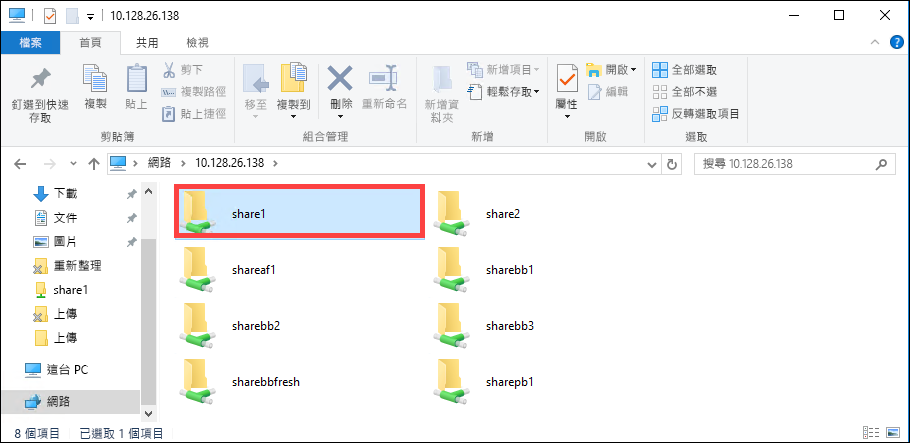 10.128.26.138
檔案 首頁 共用 檢視
釘選到快速
存取
複製
貼上
剪下
複製路徑
貼上捷徑
剪貼簿
移至
複製到
刪除
重新命名
組合管理
新增資
料夾
新增項目
輕鬆存取
新增
屬性
開啟
編輯
開啟
全部選取
全部不選
反轉選取項目
選取
網路 10.128.26.138
搜尋 10.128.26.138
下載
文件
圖片
重新整理
share1
上傳
上傳
這台 PC
網路
share1 share2
shareaf1 sharebb1
sharebb2 sharebb3
sharebbfresh sharepb1
8 個項目 已選取 1 個項目